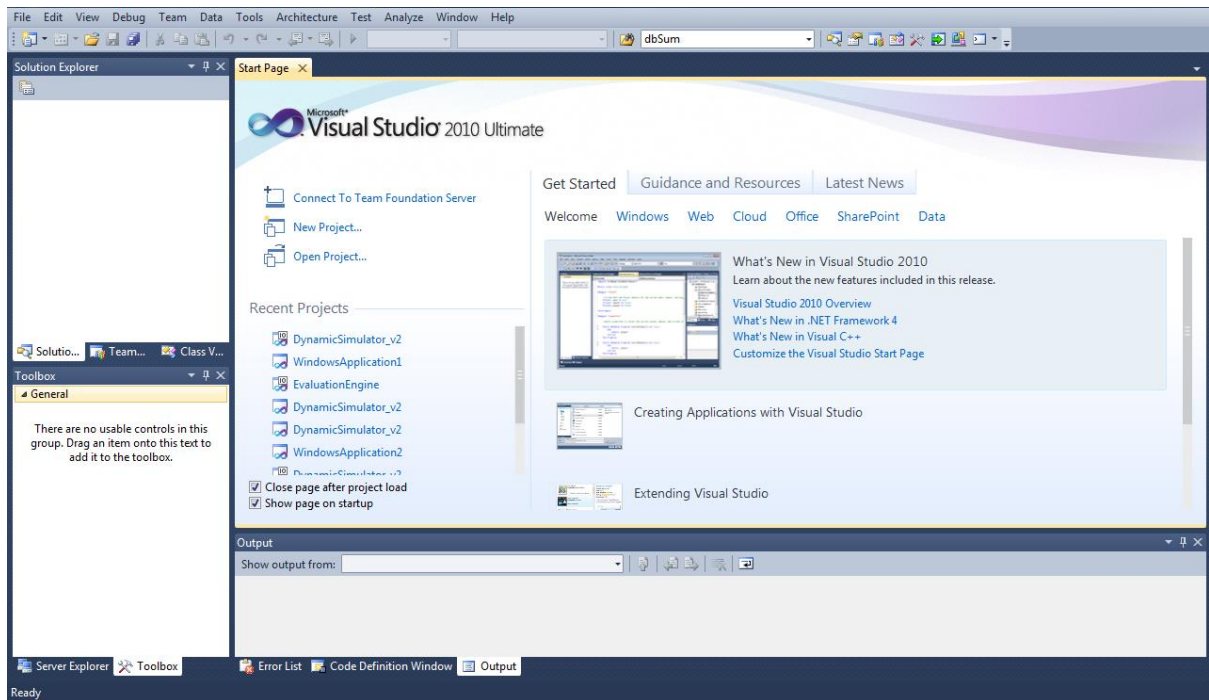 File Edit View Debug Team Data Tools Architecture Test Analyze Window Help
dbSum
Solution Explorer
Start Page
Microsoft
Visual Studio 2010 Ultimate
Connect To Team Foundation Server
New Project...
Open Project...
Recent Projects
DynamicSimulator_v2
WindowsApplication1
EvaluationEngine
DynamicSimulator_v2
DynamicSimulator_v2
WindowsApplication2
DynamicSimulator_v2
Close page after project load
Show page on startup
Get Started Guidance and Resources Latest News
Welcome Windows Web Cloud Office SharePoint Data
What's New in Visual Studio 2010
Learn about the new features included in this release.
Visual Studio 2010 Overview
What's New in .NET Framework 4
What's New in Visual C++
Customize the Visual Studio Start Page
Creating Applications with Visual Studio
Extending Visual Studio
Solutio... Team... Class V...
Toolbox
General
There are no usable controls in this
group. Drag an item onto this text to
add it to the toolbox.
Output
Show output from:
Server Explorer Toolbox
Error List Code Definition Window Output
Ready